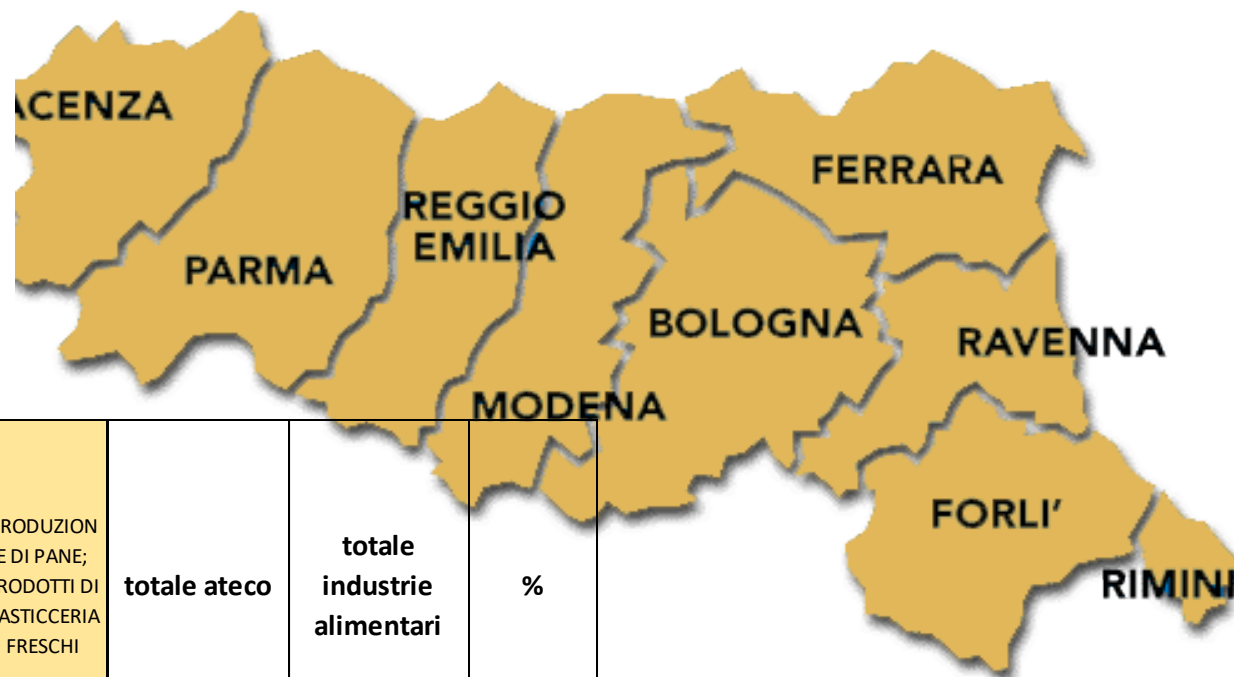 ACENZA
FERRARA
REGGIO
EMILIA
PARMA
BOLOGNA
RAVENNA
MODENA
FORLI’
RIMINI
RODUZION
E DI PANE;
RODOTTI DI
ASTICCERIA
FRESCHI
totale ateco
totale
industrie
alimentari
%